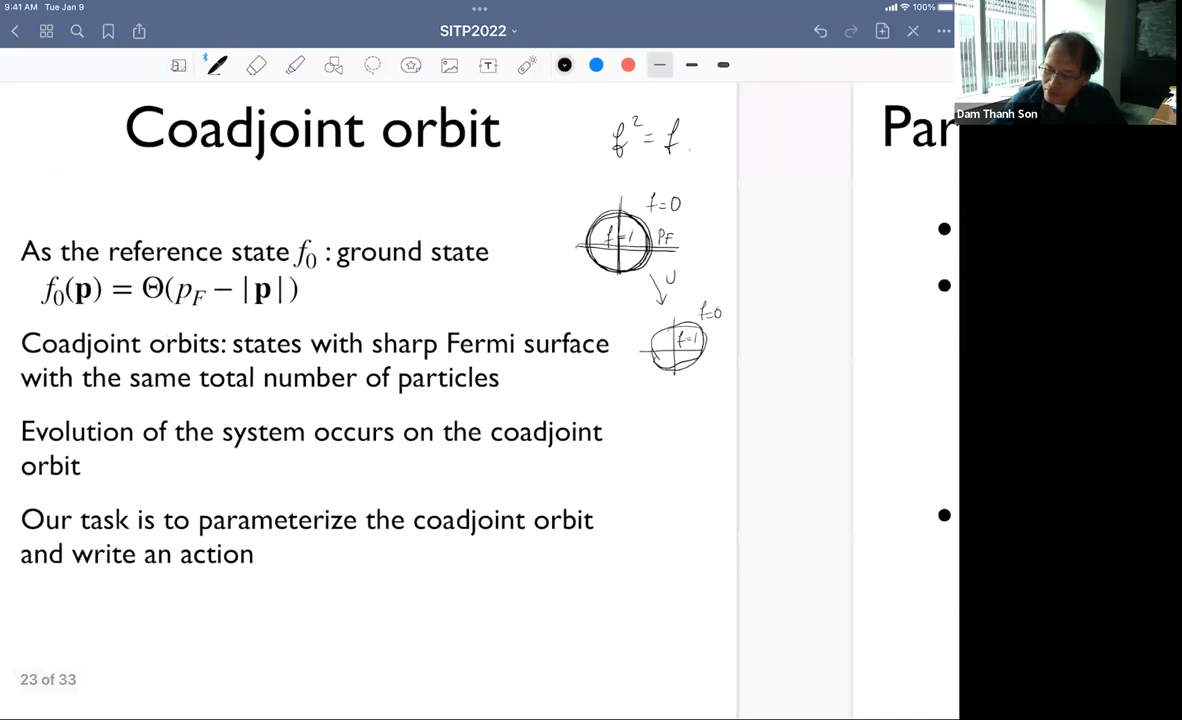 9:41 AM Tue Jan 9
100%
SITP2022
Dam Thanh Son
Coadjoint orbit
f² = f.
Par
f=0
f=1
PF
U
f=0
f=1
As the reference state f₀ : ground state
f₀(𝐩) = Θ(p_F − |𝐩|)
Coadjoint orbits: states with sharp Fermi surface
with the same total number of particles
Evolution of the system occurs on the coadjoint
orbit
Our task is to parameterize the coadjoint orbit
and write an action
23 of 33